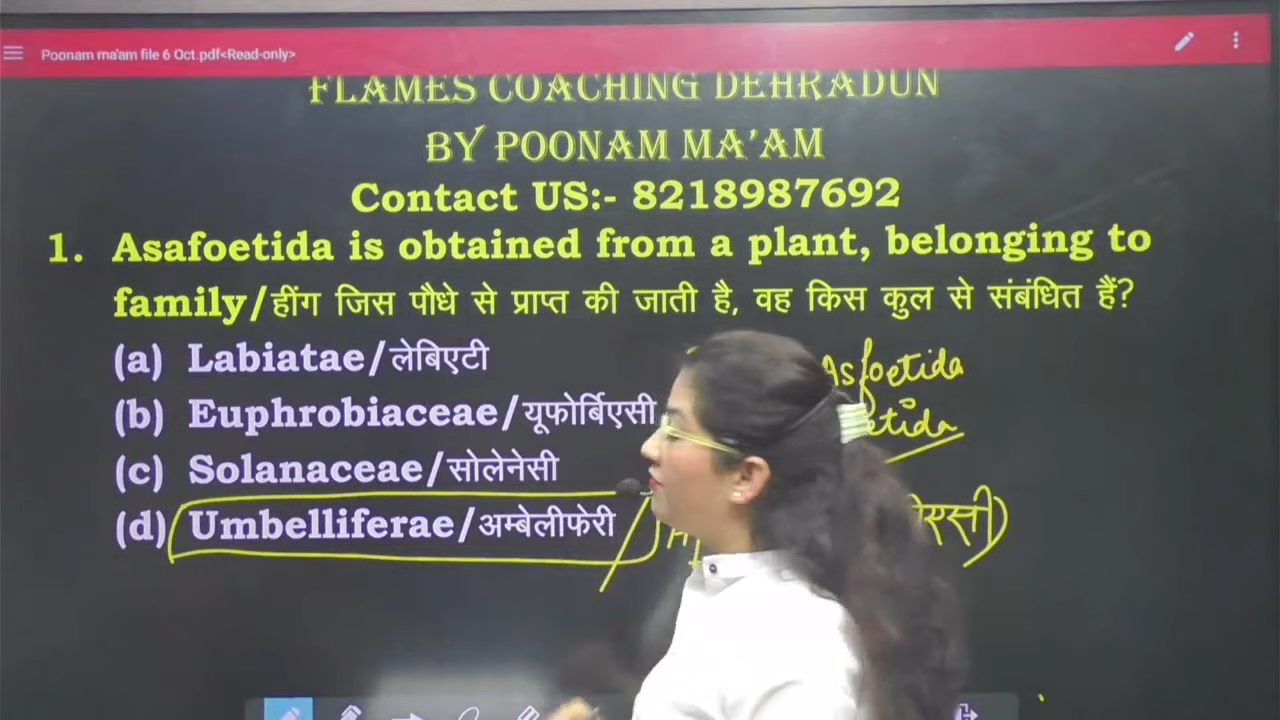 Poonam ma'am file 6 Oct.pdf<Read-only>
FLAMES COACHING DEHRADUN
BY POONAM MA'AM
Contact US:- 8218987692
1. Asafoetida is obtained from a plant, belonging to
family/हींग जिस पौधे से प्राप्त की जाती है, वह किस कुल से संबंधित हैं?
(a) Labiatae/लेबिएटी
(b) Euphrobiaceae/यूफोर्बिएसी
(c) Solanaceae/सोलेनेसी
(d) Umbelliferae/अम्बेलीफेरी
Asfoetida